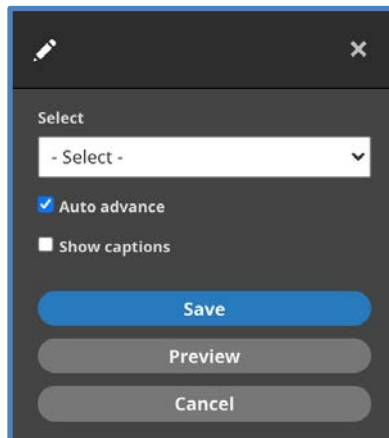 Select
- Select -
Auto advance
Show captions
Save
Preview
Cancel